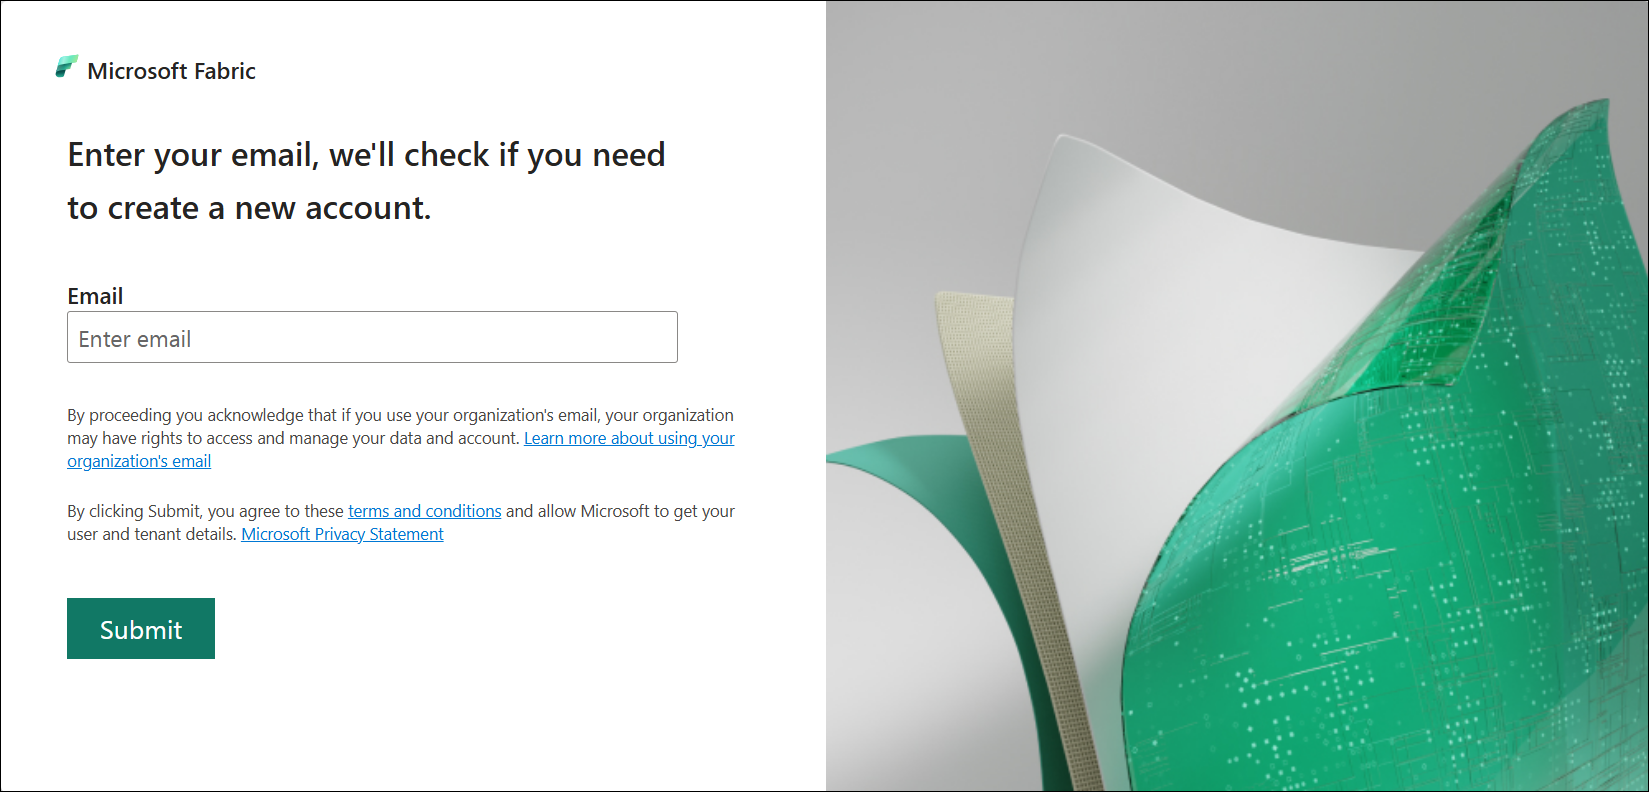 Microsoft Fabric
Enter your email, we'll check if you need
to create a new account.
Email
Enter email
By proceeding you acknowledge that if you use your organization's email, your organization
may have rights to access and manage your data and account. Learn more about using your
organization's email
By clicking Submit, you agree to these terms and conditions and allow Microsoft to get your
user and tenant details. Microsoft Privacy Statement
Submit